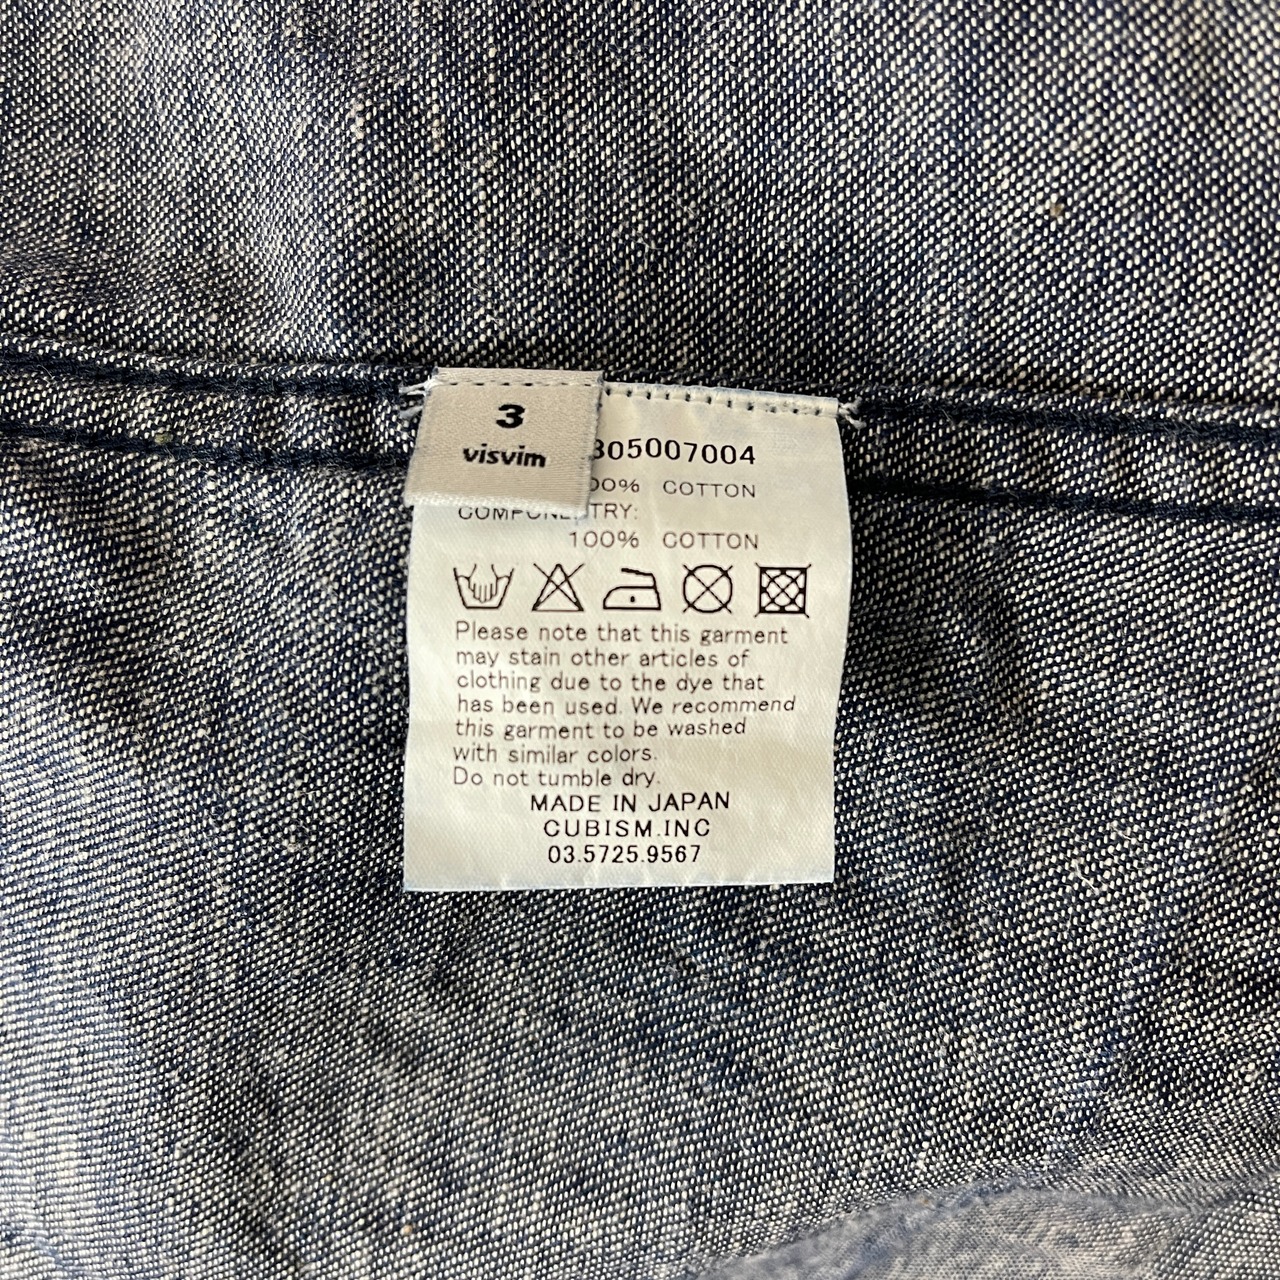 3
visvim
305007004
00% COTTON
TRY:
100% COTTON
Please note that this garment
may stain other articles of
clothing due to the dye that
has been used. We recommend
this garment to be washed
with similar colors.
Do not tumble dry.
MADE IN JAPAN
CUBISM.INC
03.5725.9567